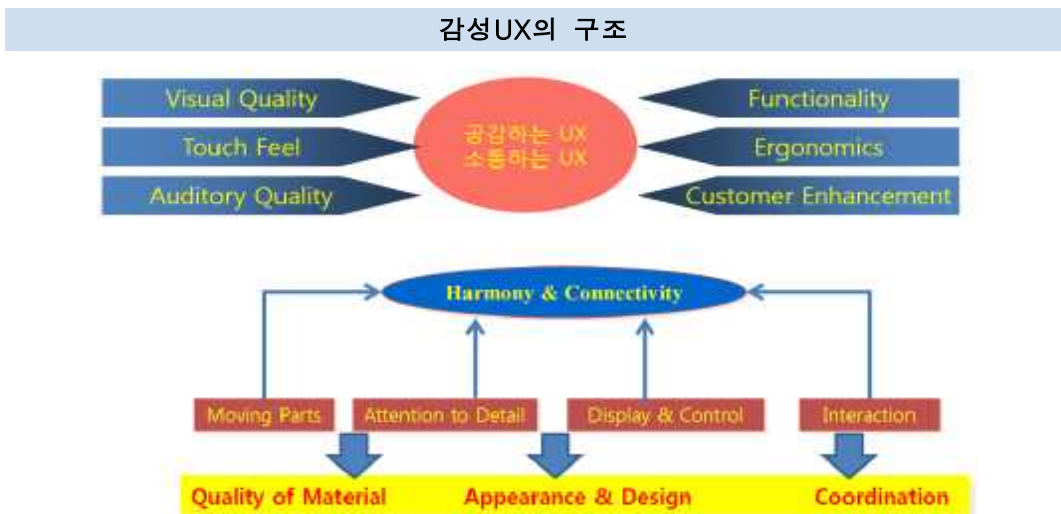 감성UX의 구조
Visual Quality
Touch Feel
Auditory Quality
공감하는 UX
소통하는 UX
Functionality
Ergonomics
Customer Enhancement
Harmony & Connectivity
Moving Parts
Attention to Detail
Display & Control
Interaction
Quality of Material
Appearance & Design
Coordination